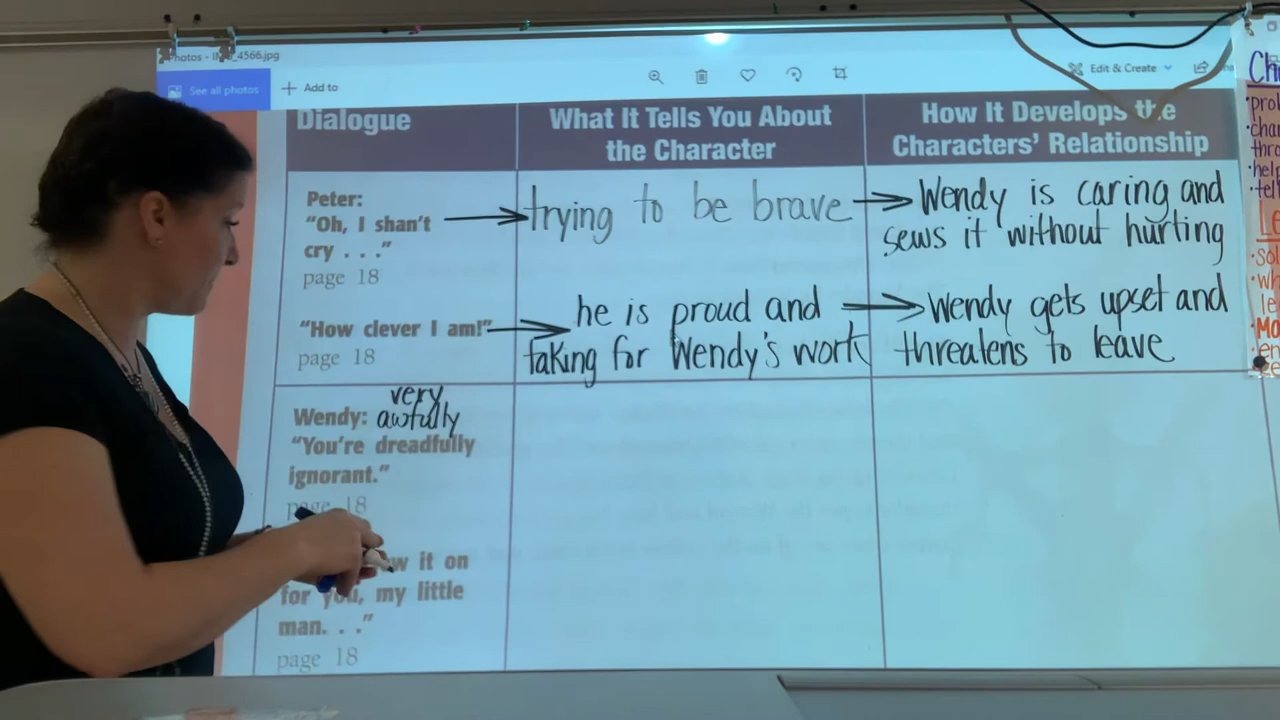 See all photos
Add to
Edit & Create
Dialogue
What It Tells You About
the Character
How It Develops the
Characters' Relationship
Peter:
"Oh, I shan't
cry . . ."
page 18
trying to be brave
Wendy is caring and
sews it without hurting
"How clever I am!"
page 18
he is proud and
taking for Wendy's work
Wendy gets upset and
threatens to leave
very
Wendy: awfully
"You're dreadfully
ignorant."
page 18
it on
for you, my little
man. . ."
page 18